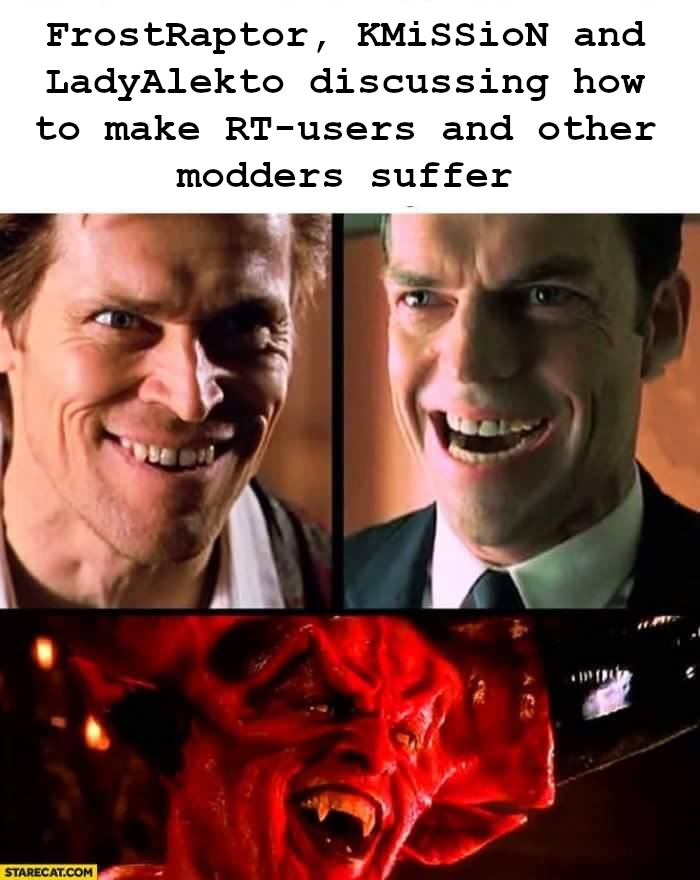 FrostRaptor, KMiSSioN and
LadyAlekto discussing how
to make RT-users and other
modders suffer
STARECAT.COM